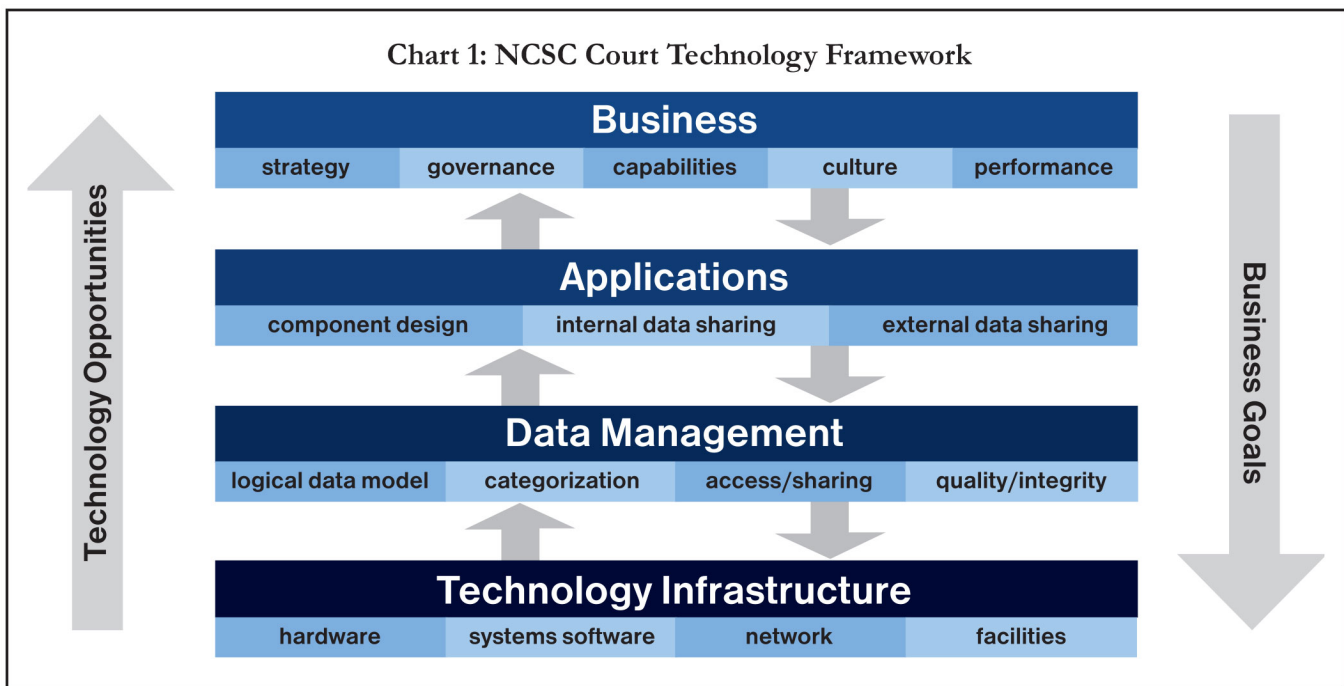 Chart 1: NCSC Court Technology Framework
Technology Opportunities
Business
strategy governance capabilities culture performance
Applications
component design internal data sharing external data sharing
Data Management
logical data model categorization access/sharing quality/integrity
Technology Infrastructure
hardware systems software network facilities
Business Goals